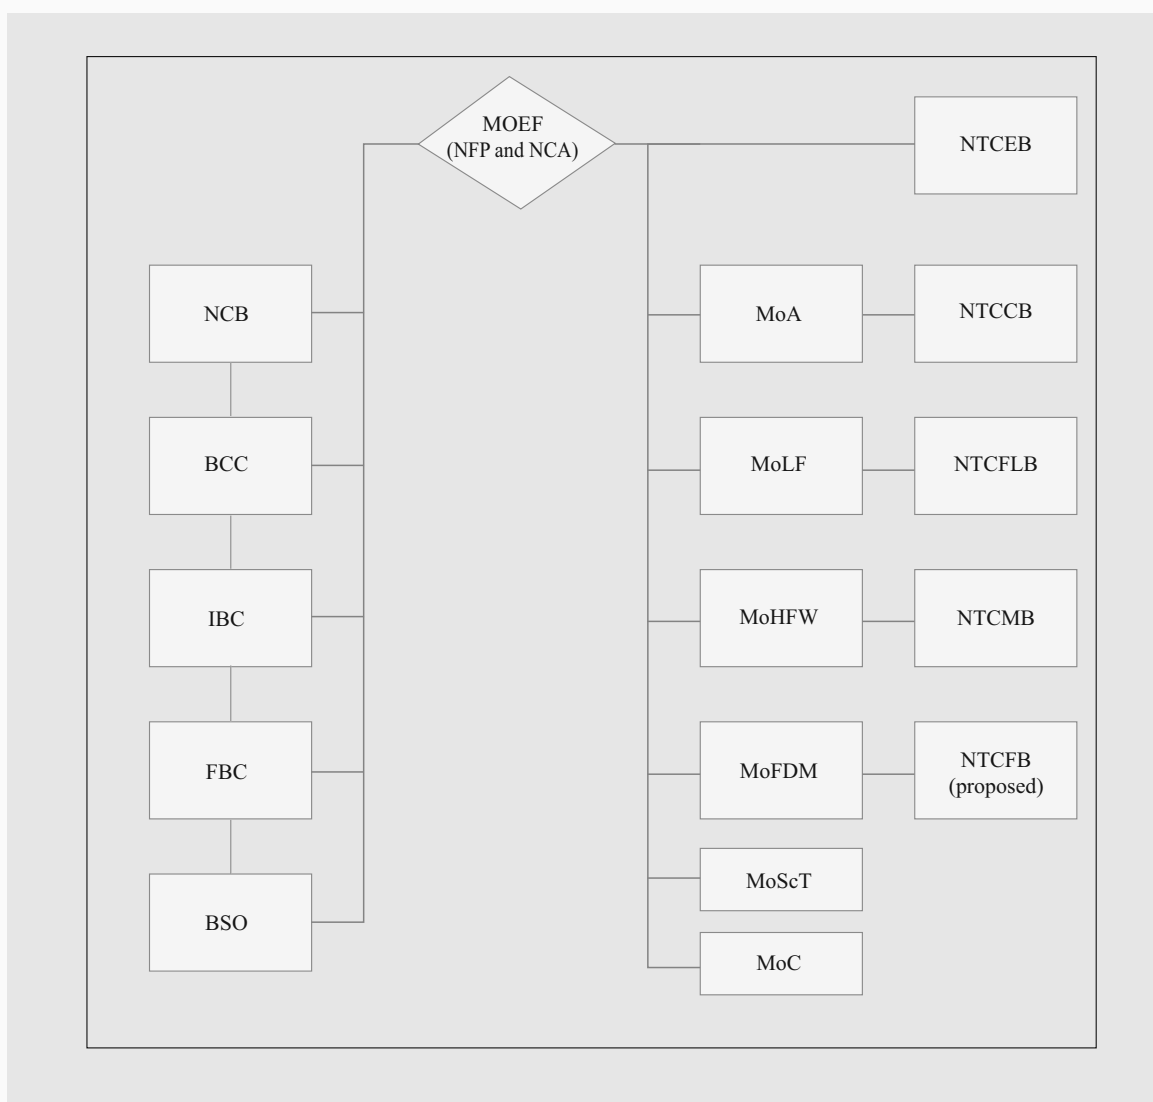 MOEF
(NFP and NCA)
NTCEB
NCB
MoA
NTCCB
BCC
MoLF
NTCFLB
IBC
MoHFW
NTCMB
FBC
MoFDM
NTCFB
(proposed)
MoScT
BSO
MoC